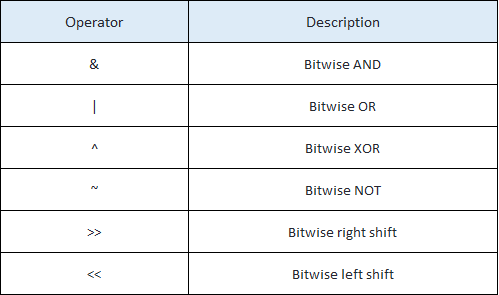 Operator Description
& Bitwise AND
| Bitwise OR
^ Bitwise XOR
~ Bitwise NOT
>> Bitwise right shift
<< Bitwise left shift